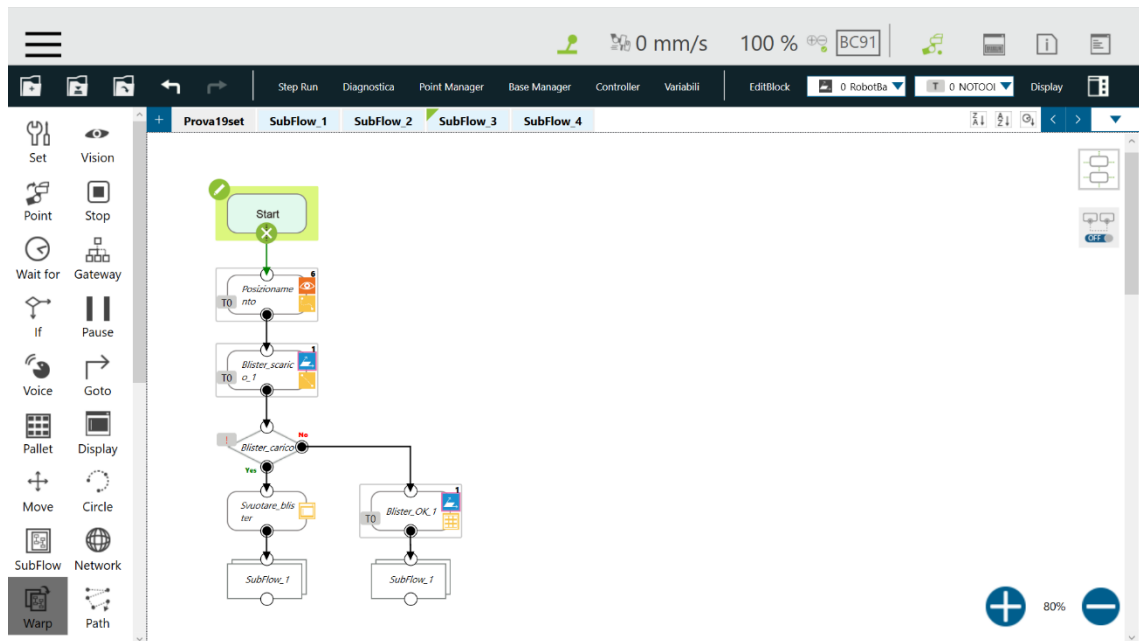 0 mm/s 100 % BC91
Step Run Diagnostica Point Manager Base Manager Controller Variabili EditBlock 0 RobotBa T 0 NOTOOl Display
+ Prova19set SubFlow_1 SubFlow_2 SubFlow_3 SubFlow_4
Set Vision
Point Stop
Wait for Gateway
If Pause
Voice Goto
Pallet Display
Move Circle
SubFlow Network
Warp Path
OFF
Start
6
Posizioname
nto
T0
1
Blister_scaric
o_1
T0
!
Blister_carico
No
Yes
Svuotare_blis
ter
1
Blister_OK_1
T0
SubFlow_1 SubFlow_1
80%